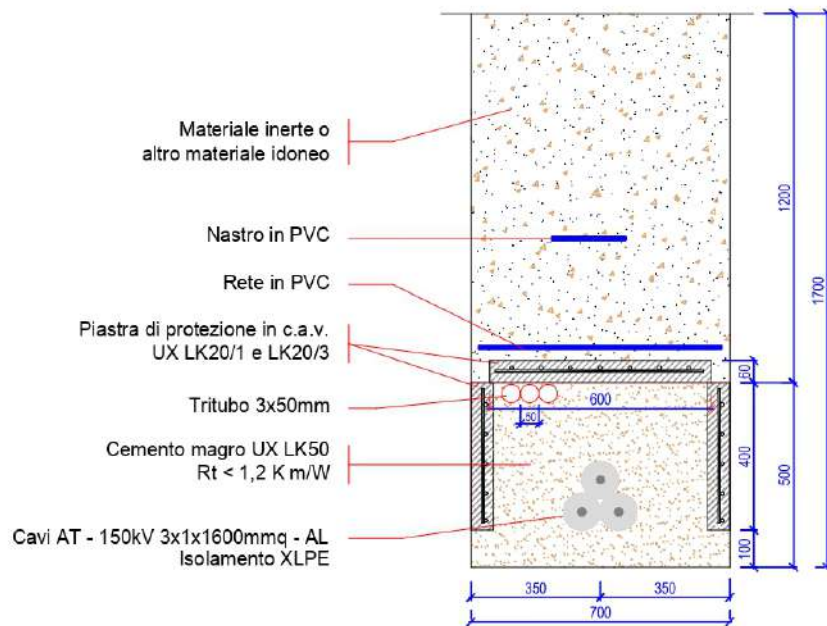 Materiale inerte o
altro materiale idoneo
Nastro in PVC
Rete in PVC
Piastra di protezione in c.a.v.
UX LK20/1 e LK20/3
Tritubo 3x50mm
Cemento magro UX LK50
Rt < 1,2 K m/W
Cavi AT - 150kV 3x1x1600mmq - AL
Isolamento XLPE
1200
1700
60
600
50
400
500
100
350
350
700